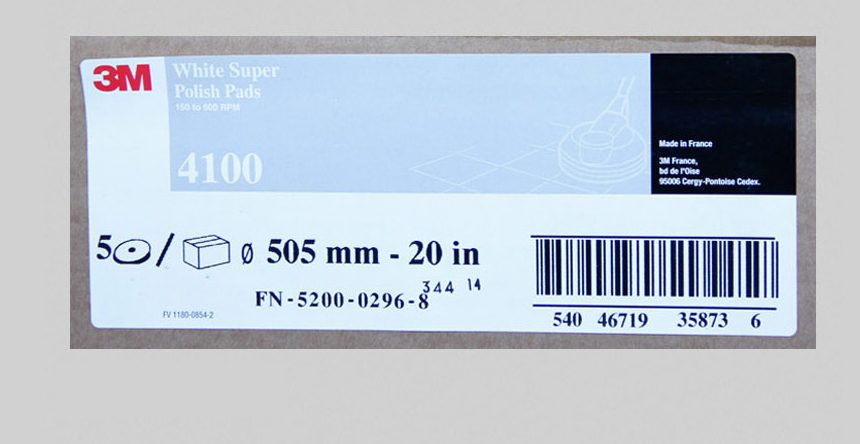 3M
White Super
Polish Pads
150 to 600 RPM
4100
Made in France
3M France,
bd de l'Oise
95006 Cergy-Pontoise Cedex.
5 / Ø 505 mm - 20 in
344 14
FN-5200-0296-8
FV 1180-0854-2
540 46719 35873 6